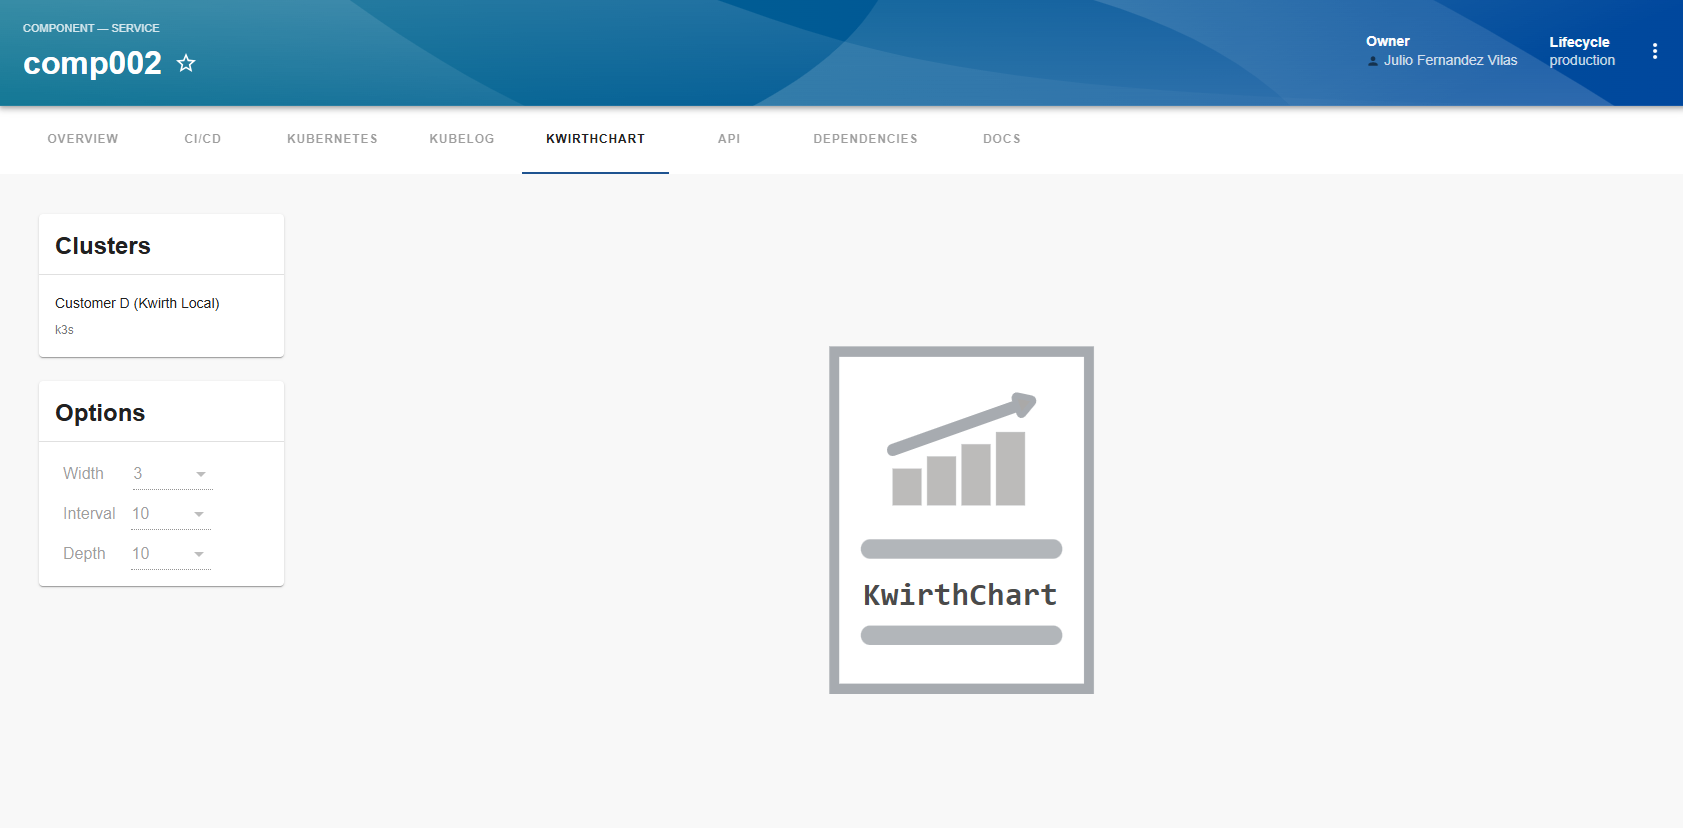 COMPONENT — SERVICE
comp002
Owner
Julio Fernandez Vilas
Lifecycle
production
OVERVIEW
CI/CD
KUBERNETES
KUBELOG
KWIRTHCHART
API
DEPENDENCIES
DOCS
Clusters
Customer D (Kwirth Local)
k3s
Options
Width 3
Interval 10
Depth 10
KwirthChart